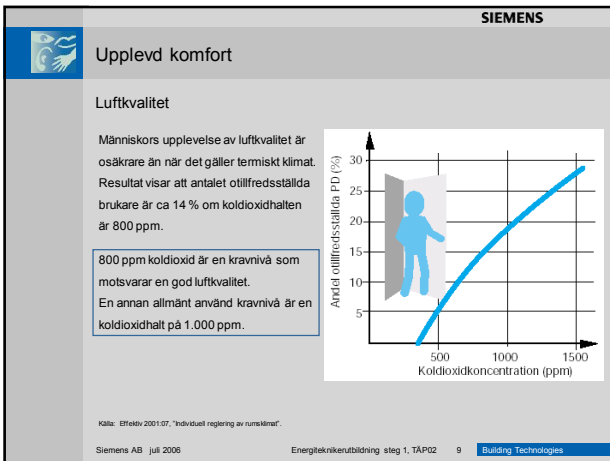 SIEMENS
Upplevd komfort
Luftkvalitet
Människors upplevelse av luftkvalitet är
osäkrare än när det gäller termiskt klimat.
Resultat visar att antalet otillfredsställda
brukare är ca 14 % om koldioxidhalten
är 800 ppm.
800 ppm koldioxid är en kravnivå som
motsvarar en god luftkvalitet.
En annan allmänt använd kravnivå är en
koldioxidhalt på 1.000 ppm.
Andel otillfredsställda PD (%)
30
25
20
15
10
5
500 1000 1500
Koldioxidkoncentration (ppm)
Källa: Effektiv 2001:07, "Individuell reglering av rumsklimat".
Siemens AB juli 2006 Energiteknikerutbildning steg 1, TÄP02 9 Building Technologies